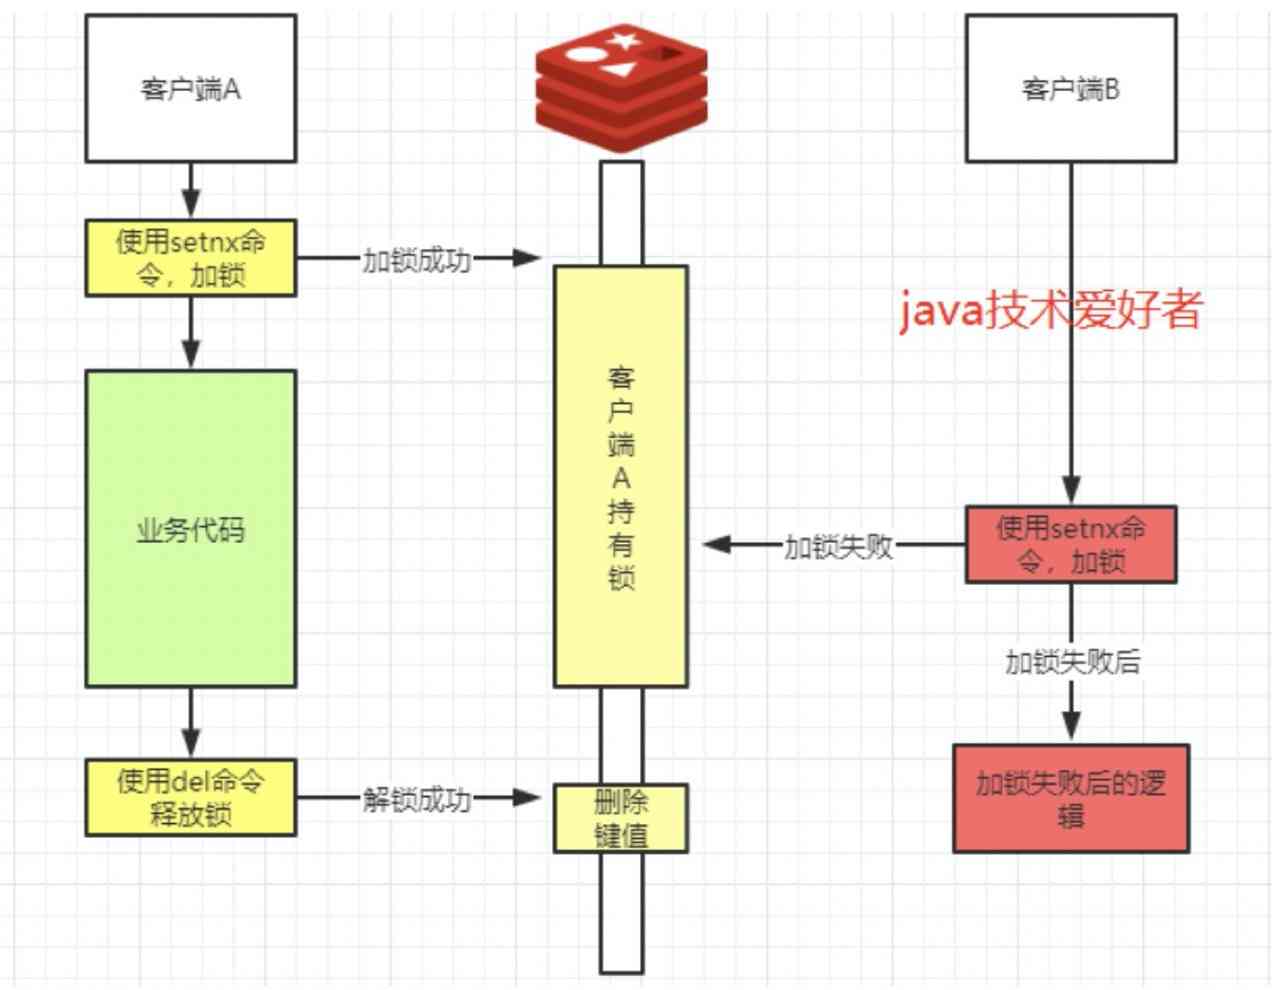 客户端A
客户端B
使用setnx命
令，加锁
加锁成功
java技术爱好者
客
户
端
A
持
有
锁
业务代码
加锁失败
使用setnx命
令，加锁
加锁失败后
使用del命令
释放锁
解锁成功
删除
键值
加锁失败后的逻
辑